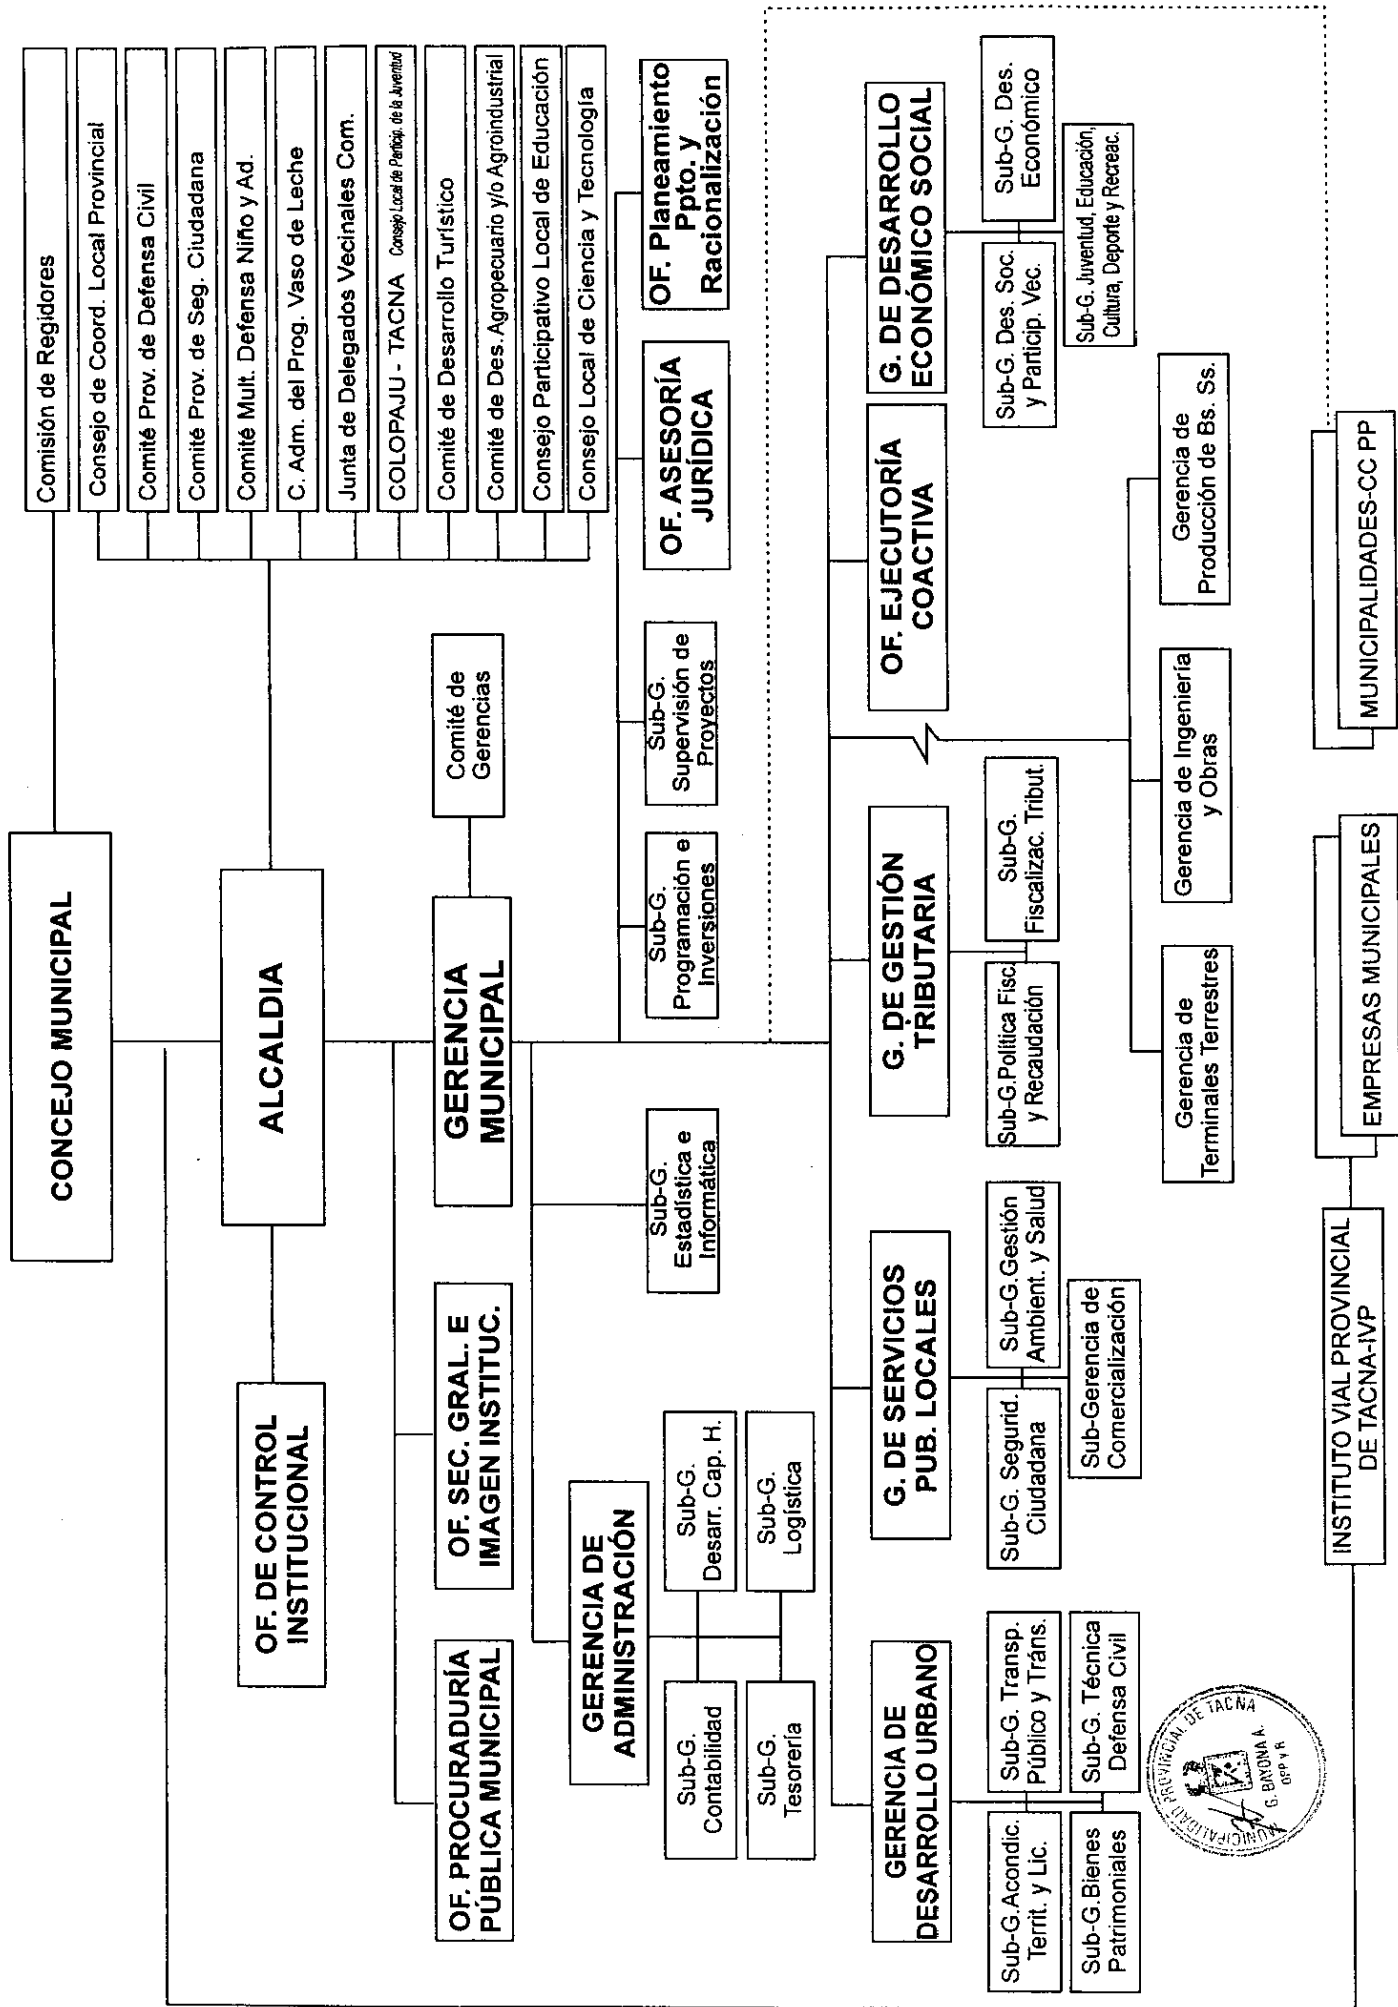 CONCEJO MUNICIPAL
Comisión de Regidores
Consejo de Coord. Local Provincial
Comité Prov. de Defensa Civil
Comité Prov. de Seg. Ciudadana
Comité Mult. Defensa Niño y Ad.
C. Adm. del Prog. Vaso de Leche
Junta de Delegados Vecinales Com.
COLOPAJU - TACNA Consejo Local de Particip. de la Juventud
Comité de Desarrollo Turístico
Comité de Des. Agropecuario y/o Agroindustrial
Consejo Participativo Local de Educación
Consejo Local de Ciencia y Tecnología
ALCALDIA
OF. DE CONTROL
INSTITUCIONAL
OF. PROCURADURÍA
PÚBLICA MUNICIPAL
OF. SEC. GRAL. E
IMAGEN INSTITUC.
GERENCIA
MUNICIPAL
Comité de
Gerencias
GERENCIA DE
ADMINISTRACIÓN
Sub-G.
Contabilidad
Sub-G.
Desarr. Cap. H.
Sub-G.
Tesorería
Sub-G.
Logística
Sub-G.
Estadística e
Informática
Sub-G.
Programación e
Inversiones
Sub-G.
Supervisión de
Proyectos
OF. ASESORÍA
JURÍDICA
OF. Planeamiento
Ppto. y
Racionalización
GERENCIA DE
DESARROLLO URBANO
Sub-G.Acondic.
Territ. y Lic.
Sub-G. Transp.
Público y Tráns.
Sub-G.Bienes
Patrimoniales
Sub-G. Técnica
Defensa Civil
G. DE SERVICIOS
PUB. LOCALES
Sub-G. Segurid.
Ciudadana
Sub-G.Gestión
Ambient. y Salud
Sub-Gerencia de
Comercialización
G. DE GESTIÓN
TRIBUTARIA
Sub-G.Política Fisc.
y Recaudación
Sub-G.
Fiscalizac. Tribut.
OF. EJECUTORÍA
COACTIVA
G. DE DESARROLLO
ECONÓMICO SOCIAL
Sub-G. Des. Soc.
y Particip. Vec.
Sub-G. Des.
Económico
Sub-G. Juventud, Educación,
Cultura, Deporte y Recreac.
Gerencia de
Terminales Terrestres
Gerencia de Ingeniería
y Obras
Gerencia de
Producción de Bs. Ss.
INSTITUTO VIAL PROVINCIAL
DE TACNA-IVP
EMPRESAS MUNICIPALES
MUNICIPALIDADES-CC PP
MUNICIPALIDAD PROVINCIAL DE TACNA
G. BAYONA A.
OPP y R